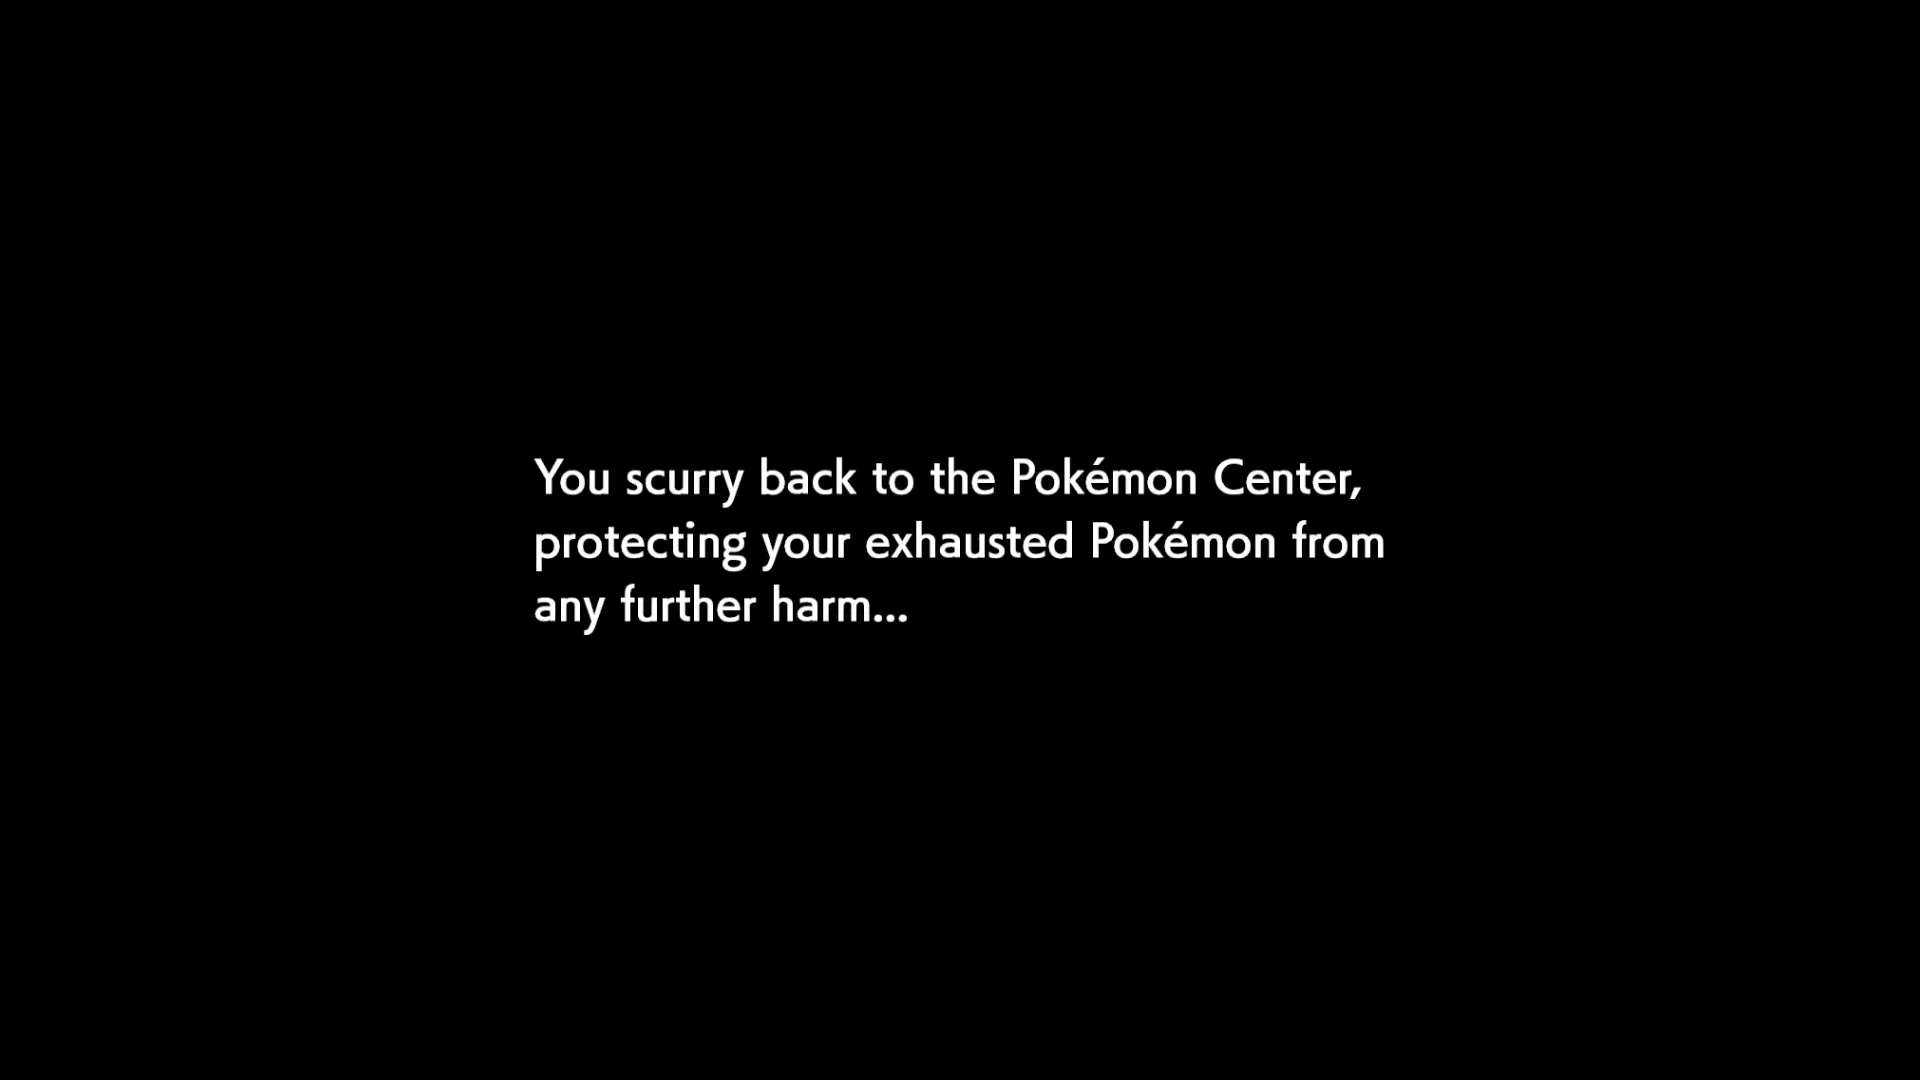 You scurry back to the Pokémon Center,
protecting your exhausted Pokémon from
any further harm...